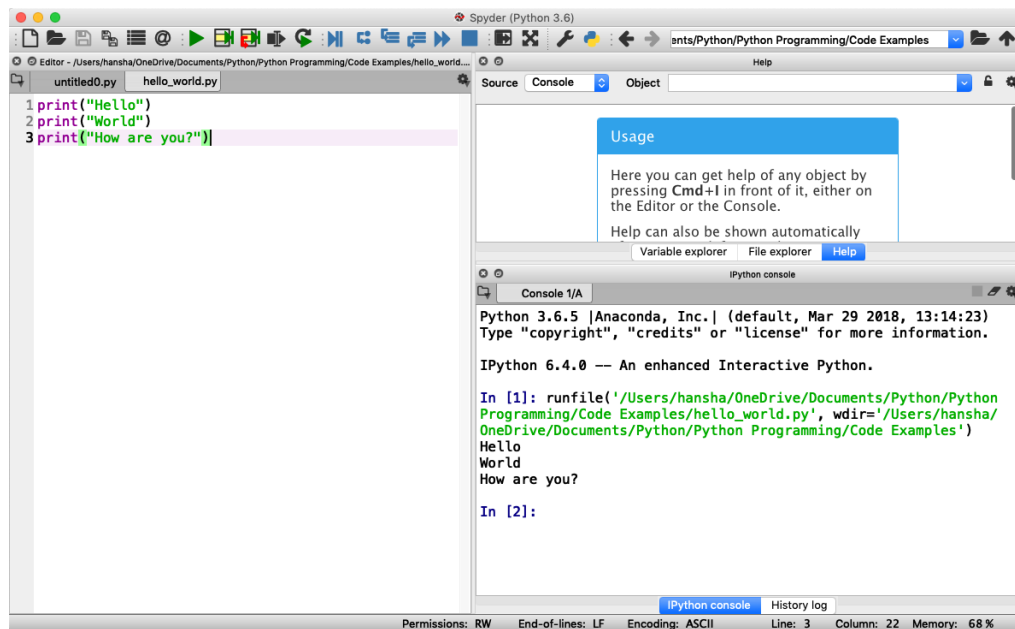 Spyder (Python 3.6)
ents/Python/Python Programming/Code Examples
Editor - /Users/hansha/OneDrive/Documents/Python/Python Programming/Code Examples/hello_world....
untitled0.py hello_world.py
1 print("Hello")
2 print("World")
3 print("How are you?")
Help
Source Console Object
Usage
Here you can get help of any object by
pressing Cmd+I in front of it, either on
the Editor or the Console.
Help can also be shown automatically
Variable explorer File explorer Help
IPython console
Console 1/A
Python 3.6.5 |Anaconda, Inc.| (default, Mar 29 2018, 13:14:23)
Type "copyright", "credits" or "license" for more information.
IPython 6.4.0 -- An enhanced Interactive Python.
In [1]: runfile('/Users/hansha/OneDrive/Documents/Python/Python
Programming/Code Examples/hello_world.py', wdir='/Users/hansha/
OneDrive/Documents/Python/Python Programming/Code Examples')
Hello
World
How are you?
In [2]:
IPython console History log
Permissions: RW End-of-lines: LF Encoding: ASCII Line: 3 Column: 22 Memory: 68 %